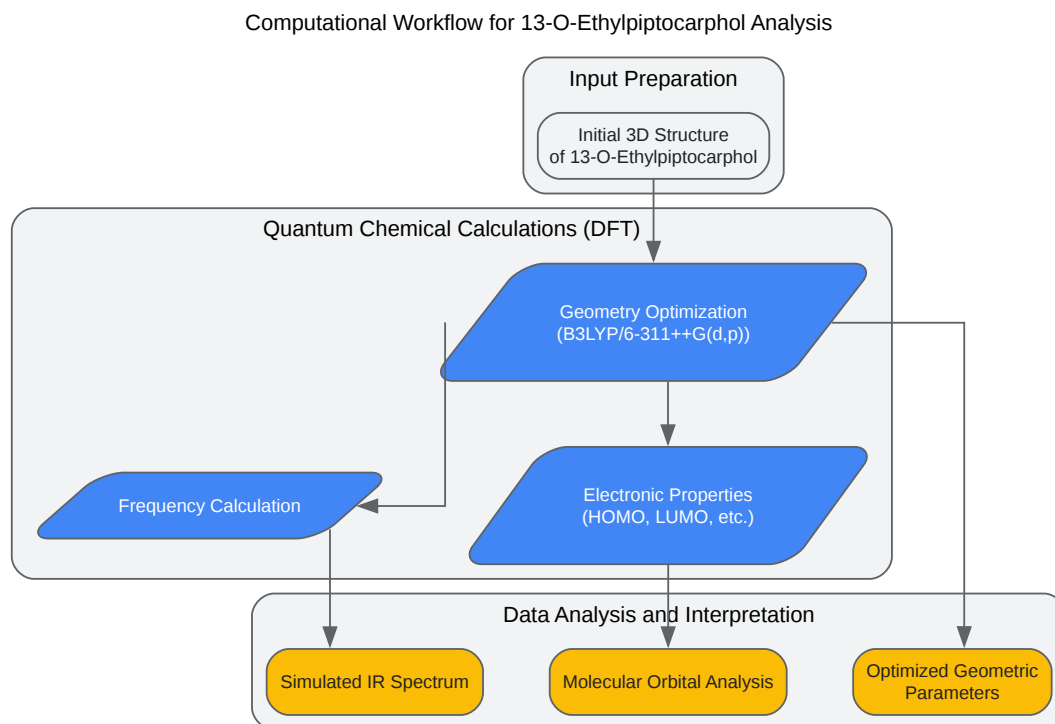 Computational Workflow for 13-O-Ethylpiptocarphol Analysis
Input Preparation
Initial 3D Structure
of 13-O-Ethylpiptocarphol
Quantum Chemical Calculations (DFT)
Geometry Optimization
(B3LYP/6-311++G(d,p))
Frequency Calculation
Electronic Properties
(HOMO, LUMO, etc.)
Data Analysis and Interpretation
Simulated IR Spectrum
Molecular Orbital Analysis
Optimized Geometric
Parameters